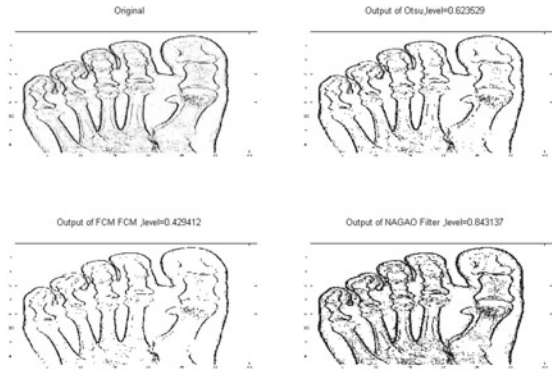 Original
Output of Otsu,level=0.623529
Output of FCM FCM ,level=0.429412
Output of NAGAO Filter ,level=0.843137